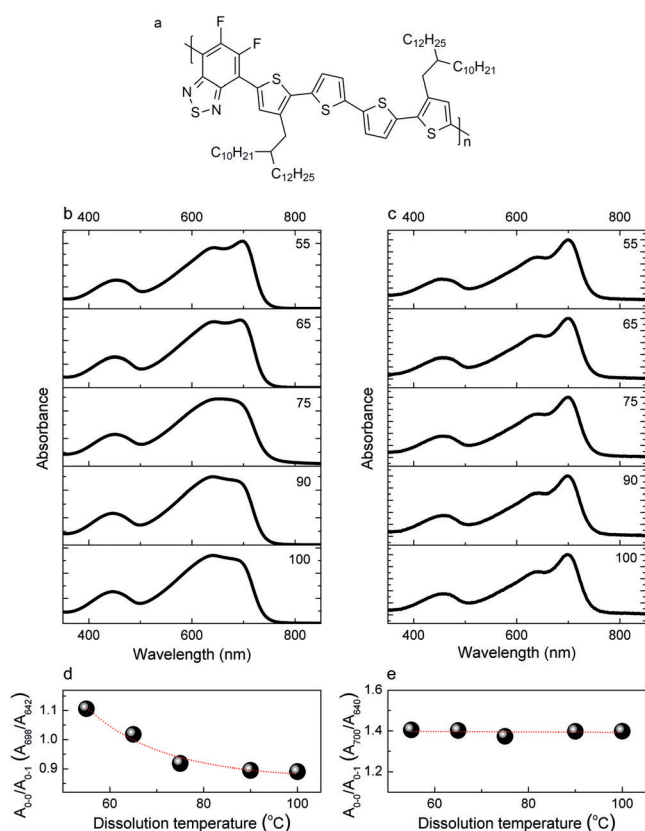 a
F
F
C12H25
C10H21
S
S
N
S
N
S
S
n
C10H21
C12H25
b
400 600 800
55
65
75
90
100
Absorbance
400 600 800
Wavelength (nm)
c
400 600 800
55
65
75
90
100
Absorbance
400 600 800
Wavelength (nm)
d
A0-0/A0-1 (A698/A642)
1.1
1.0
0.9
60 80 100
Dissolution temperature (°C)
e
A0-0/A0-1 (A700/A640)
1.6
1.4
1.2
60 80 100
Dissolution temperature (°C)